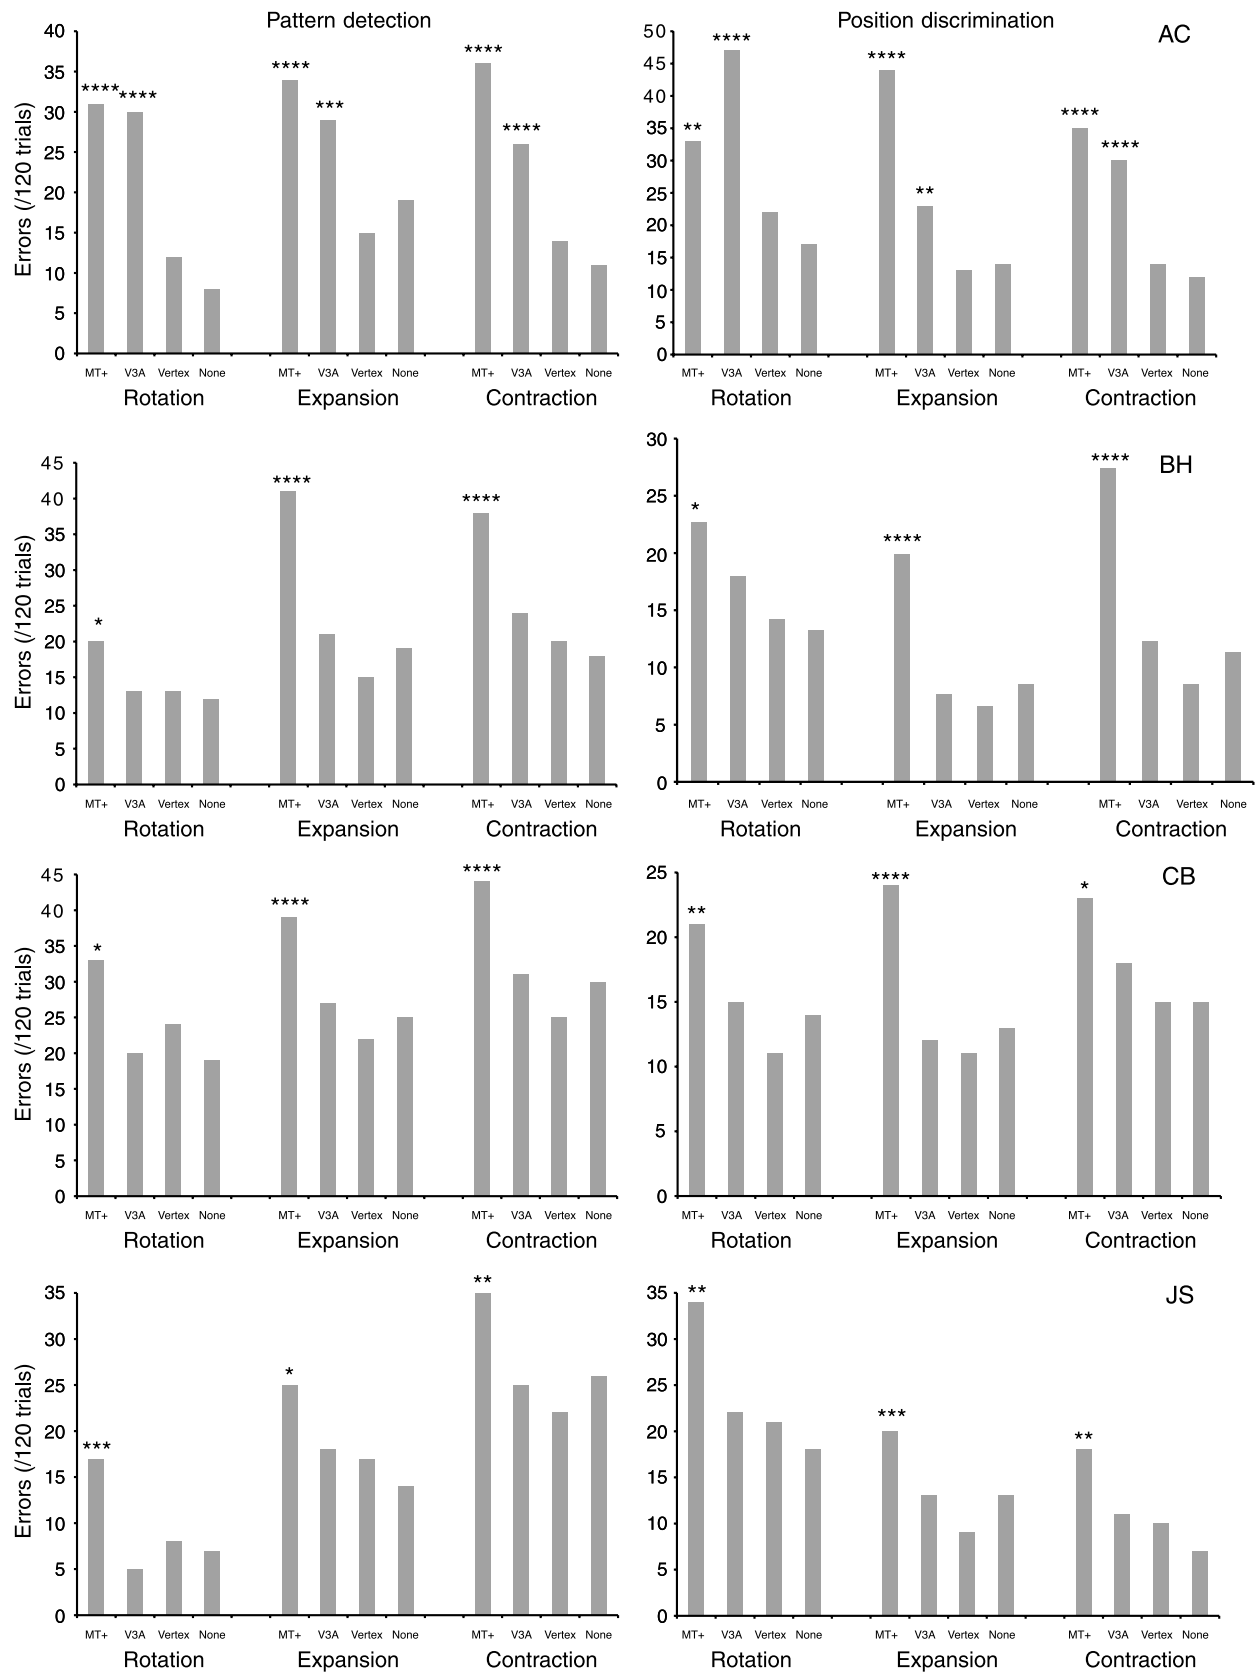 Pattern detection
Position discrimination
AC
Errors (/120 trials)
40
35
30
25
20
15
10
5
0
**** **** **** *** **** ****
MT+ V3A Vertex None MT+ V3A Vertex None MT+ V3A Vertex None
Rotation Expansion Contraction
50
45
40
35
30
25
20
15
10
5
0
** **** **** ** **** ****
MT+ V3A Vertex None MT+ V3A Vertex None MT+ V3A Vertex None
Rotation Expansion Contraction
BH
Errors (/120 trials)
45
40
35
30
25
20
15
10
5
0
* **** ****
MT+ V3A Vertex None MT+ V3A Vertex None MT+ V3A Vertex None
Rotation Expansion Contraction
30
25
20
15
10
5
0
* **** ****
MT+ V3A Vertex None MT+ V3A Vertex None MT+ V3A Vertex None
Rotation Expansion Contraction
CB
Errors (/120 trials)
45
40
35
30
25
20
15
10
5
0
* **** ****
MT+ V3A Vertex None MT+ V3A Vertex None MT+ V3A Vertex None
Rotation Expansion Contraction
25
20
15
10
5
0
** **** *
MT+ V3A Vertex None MT+ V3A Vertex None MT+ V3A Vertex None
Rotation Expansion Contraction
JS
Errors (/120 trials)
35
30
25
20
15
10
5
0
*** * **
MT+ V3A Vertex None MT+ V3A Vertex None MT+ V3A Vertex None
Rotation Expansion Contraction
35
30
25
20
15
10
5
0
** *** **
MT+ V3A Vertex None MT+ V3A Vertex None MT+ V3A Vertex None
Rotation Expansion Contraction